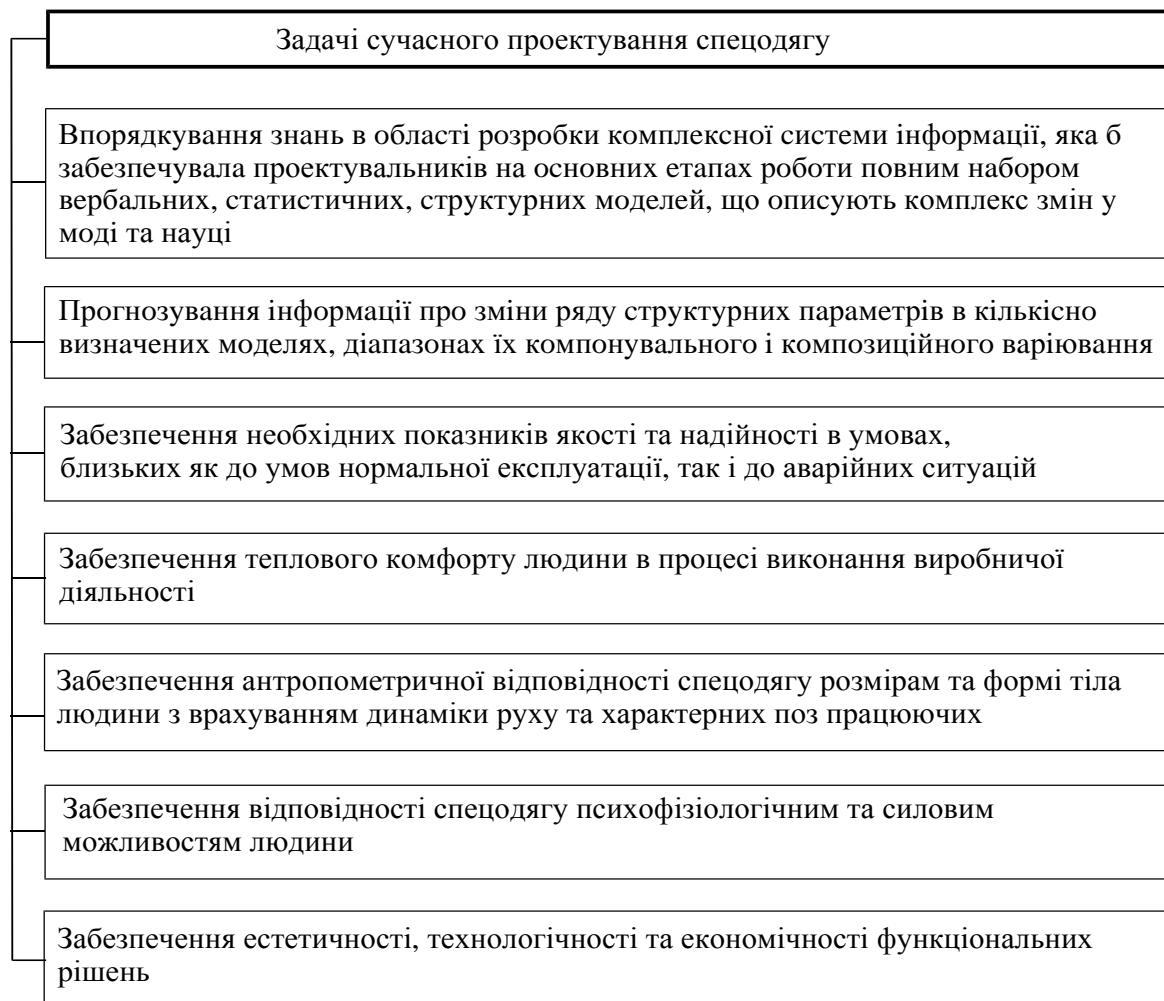 Задачі сучасного проектування спецодягу
Впорядкування знань в області розробки комплексної системи інформації, яка б
забезпечувала проектувальників на основних етапах роботи повним набором
вербальних, статистичних, структурних моделей, що описують комплекс змін у
моді та науці
Прогнозування інформації про зміни ряду структурних параметрів в кількісно
визначених моделях, діапазонах їх компонувального і композиційного варіювання
Забезпечення необхідних показників якості та надійності в умовах,
близьких як до умов нормальної експлуатації, так і до аварійних ситуацій
Забезпечення теплового комфорту людини в процесі виконання виробничої
діяльності
Забезпечення антропометричної відповідності спецодягу розмірам та формі тіла
людини з врахуванням динаміки руху та характерних поз працюючих
Забезпечення відповідності спецодягу психофізіологічним та силовим
можливостям людини
Забезпечення естетичності, технологічності та економічності функціональних
рішень